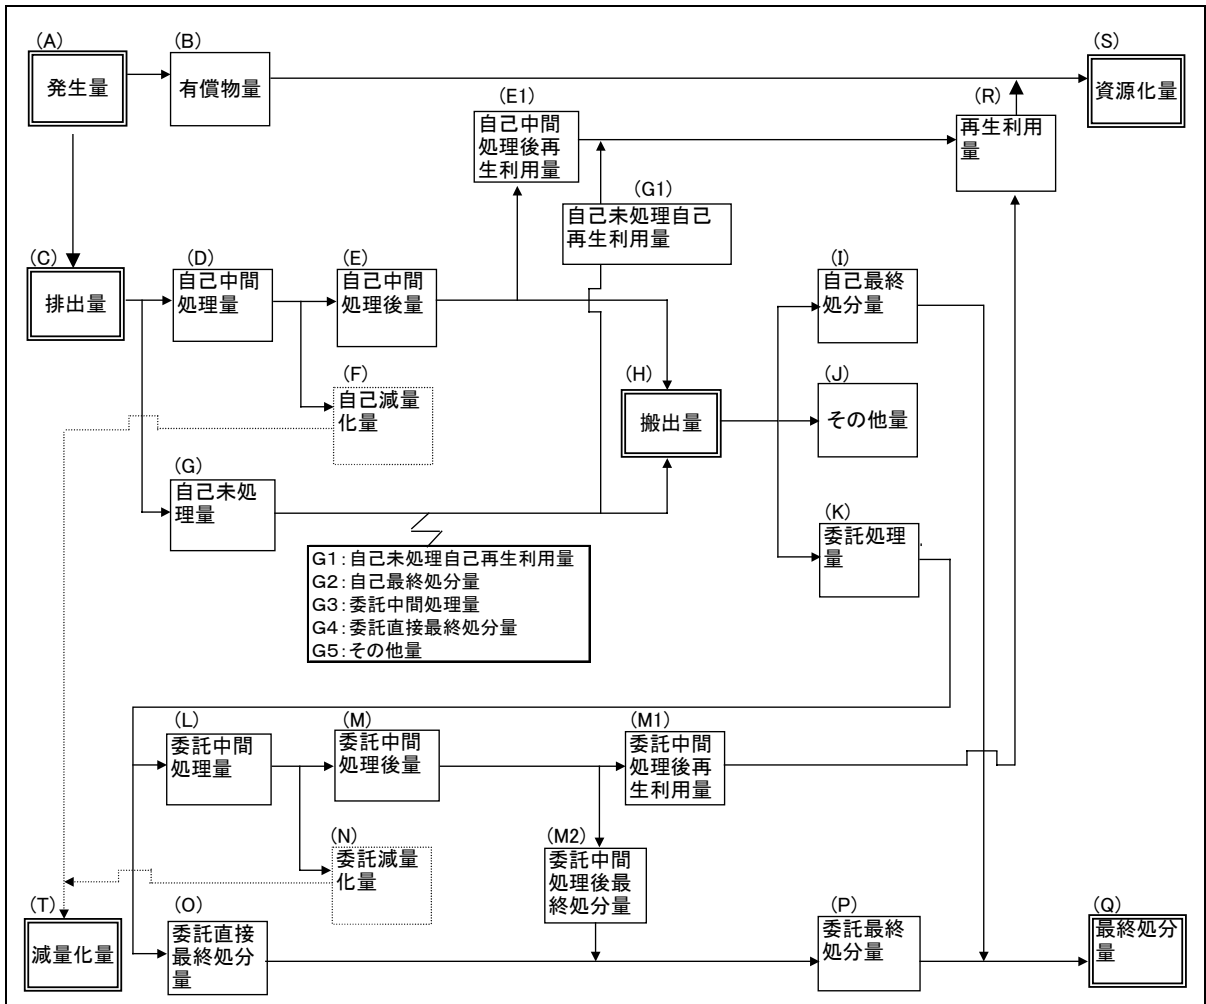 (A)
発生量
(B)
有償物量
(S)
資源化量
(E1)
自己中間
処理後再
生利用量
(R)
再生利用
量
(G1)
自己未処理自己
再生利用量
(C)
排出量
(D)
自己中間
処理量
(E)
自己中間
処理後量
(I)
自己最終
処分量
(F)
自己減量
化量
(H)
搬出量
(J)
その他量
(G)
自己未処
理量
(K)
委託処理
量
G1:自己未処理自己再生利用量
G2:自己最終処分量
G3:委託中間処理量
G4:委託直接最終処分量
G5:その他量
(L)
委託中間
処理量
(M)
委託中間
処理後量
(M1)
委託中間
処理後再
生利用量
(N)
委託減量
化量
(M2)
委託中間
処理後最
終処分量
(T)
減量化量
(O)
委託直接
最終処分
量
(P)
委託最終
処分量
(Q)
最終処分
量